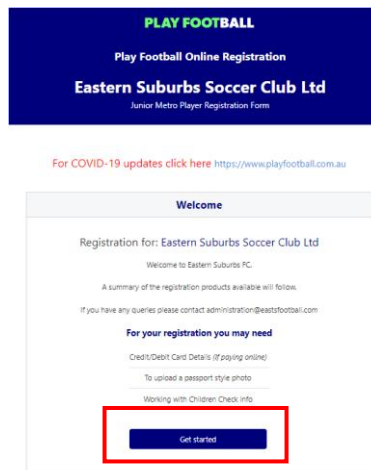 PLAY FOOTBALL
Play Football Online Registration
Eastern Suburbs Soccer Club Ltd
Junior Metro Player Registration Form
For COVID-19 updates click here https://www.playfootball.com.au
Welcome
Registration for: Eastern Suburbs Soccer Club Ltd
Welcome to Eastern Suburbs FC.
A summary of the registration products available will follow.
If you have any queries please contact administration@eastsfootball.com
For your registration you may need
Credit/Debit Card Details (if paying online)
To upload a passport style photo
Working with Children Check info
Get started